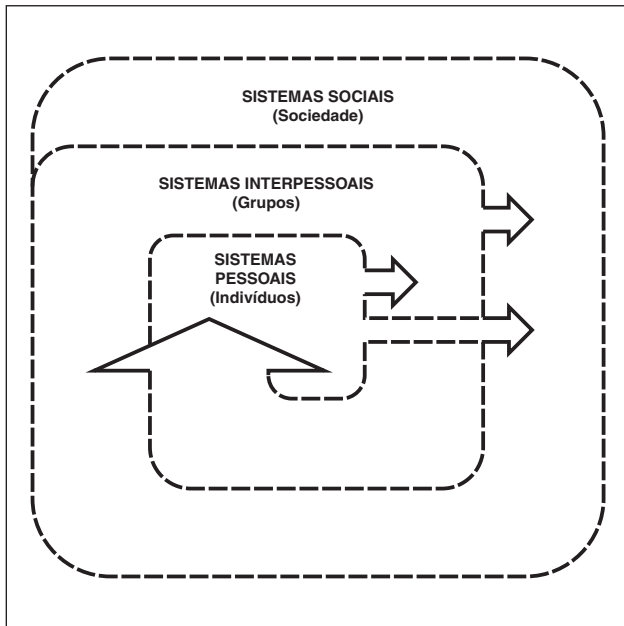 SISTEMAS SOCIAIS
(Sociedade)
SISTEMAS INTERPESSOAIS
(Grupos)
SISTEMAS
PESSOAIS
(Indivíduos)